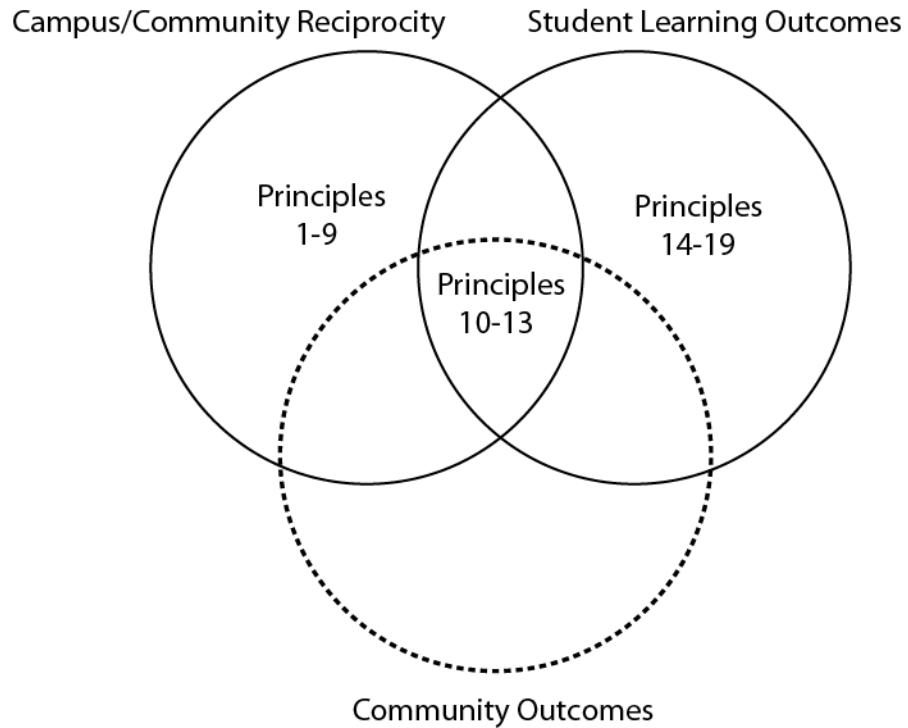 Campus/Community Reciprocity
Student Learning Outcomes
Principles
1-9
Principles
14-19
Principles
10-13
Community Outcomes